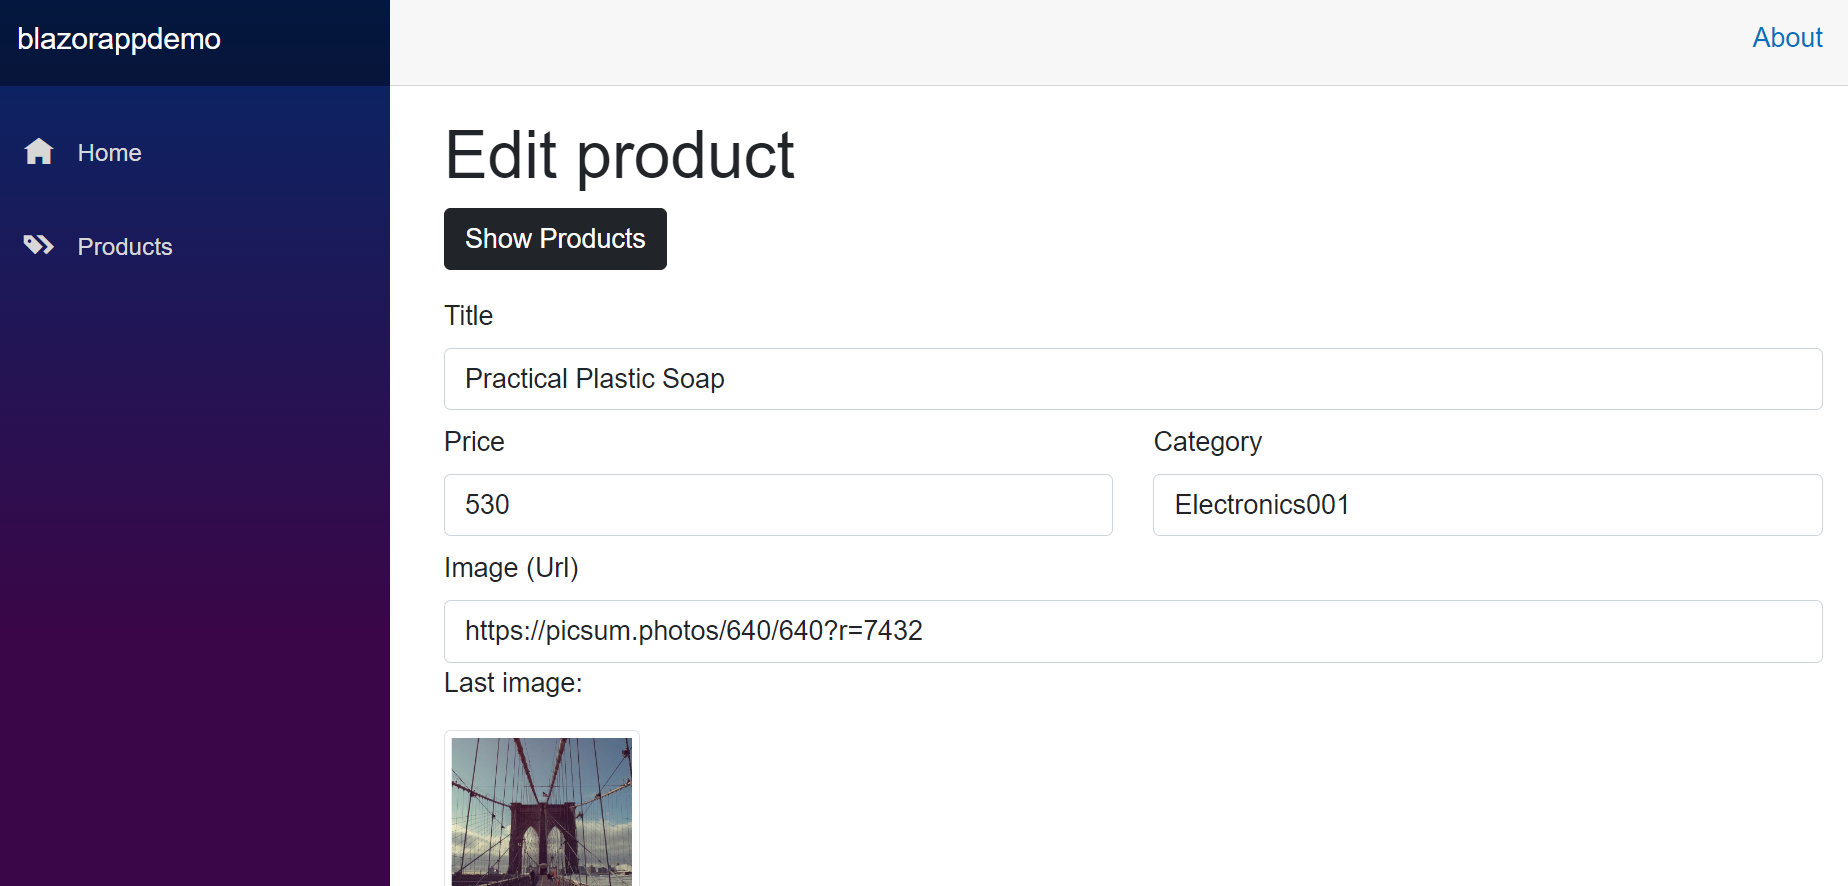 blazorappdemo
About
Home
Products
Edit product
Show Products
Title
Practical Plastic Soap
Price
Category
530
Electronics001
Image (Url)
https://picsum.photos/640/640?r=7432
Last image: